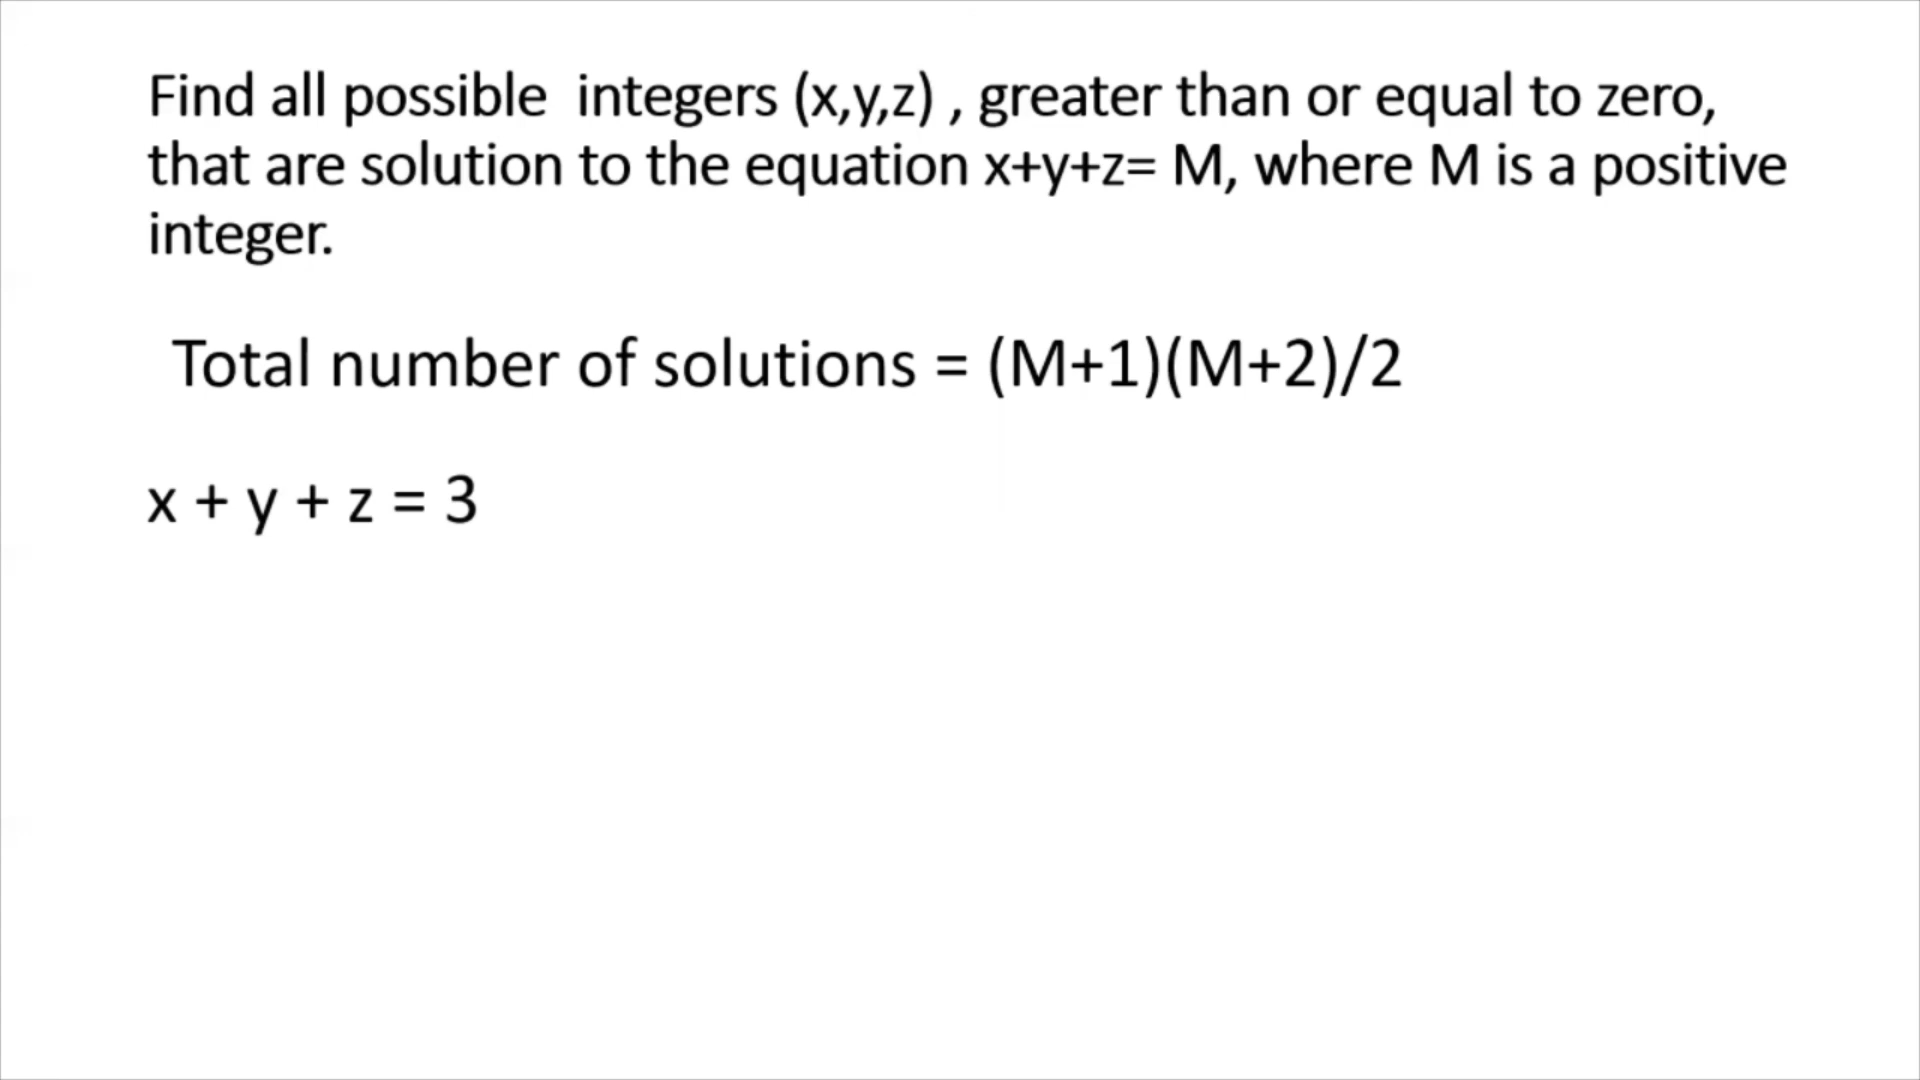 Find all possible  integers (x,y,z) , greater than or equal to zero,
that are solution to the equation x+y+z= M, where M is a positive
integer.
Total number of solutions = (M+1)(M+2)/2
x + y + z = 3